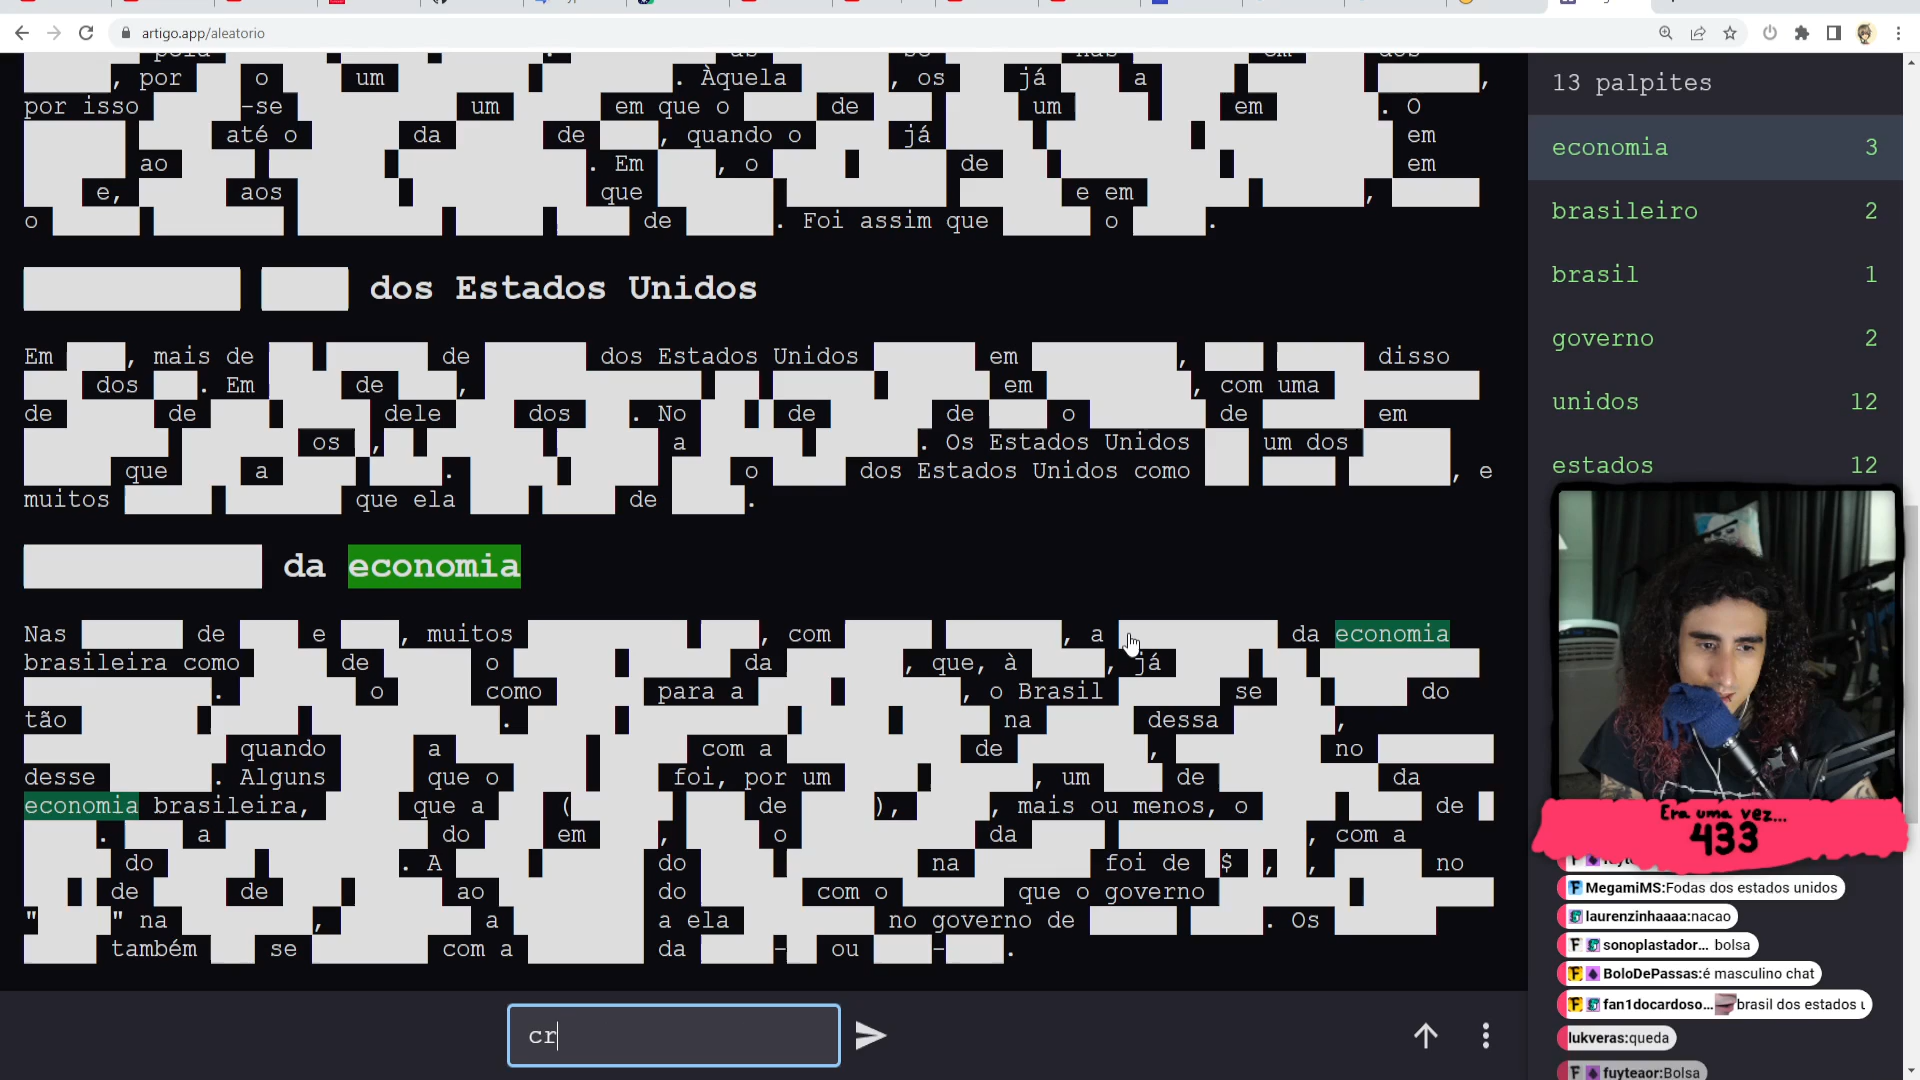 artigo.app/aleatorio
, por o um . Àquela , os já a ,
por isso -se um em que o de um em . O
até o da de , quando o já em
ao . Em , o de em
e, aos que e em ,
o de . Foi assim que o .
dos Estados Unidos
Em , mais de de dos Estados Unidos em , disso
dos . Em de , em , com uma
de de dele dos . No de de o de em
os , a . Os Estados Unidos um dos
que a . o dos Estados Unidos como , e
muitos que ela de .
da economia
Nas de e , muitos , com , a da economia
brasileira como de o da , que, à , já
. o como para a , o Brasil se do
tão . na dessa ,
quando a com a de , no
desse . Alguns que o foi, por um , um de da
economia brasileira, que a ( de ), , mais ou menos, o de
. a do em , o da , com a
do . A do na foi de $ , , no
de de ao do com o que o governo
" " na , a a ela no governo de . Os
também se com a da - ou - .
cr
13 palpites
economia 3
brasileiro 2
brasil 1
governo 2
unidos 12
estados 12
Era uma vez...
433
MegamiMS:Fodas dos estados unidos
laurenzinhaaaa:nacao
sonoplastador... bolsa
BoloDePassas:é masculino chat
fan1docardoso... brasil dos estados u
lukveras:queda
fuyteaor:Bolsa